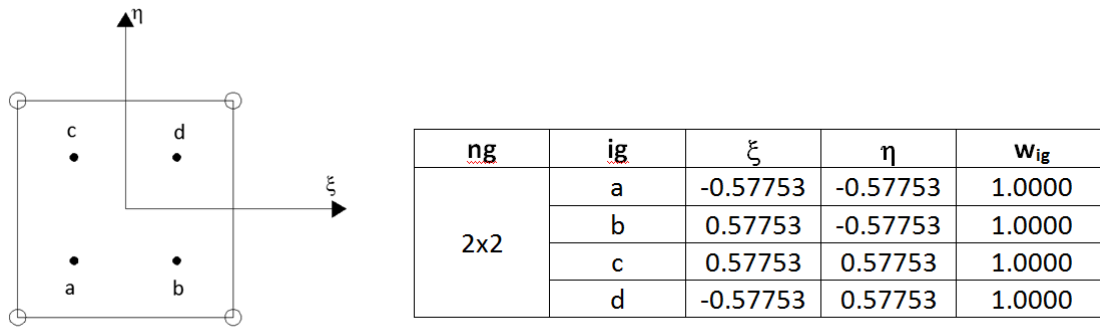 η
c d
ξ
a b
ng ig ξ η wig
2x2
a -0.57753 -0.57753 1.0000
b 0.57753 -0.57753 1.0000
c 0.57753 0.57753 1.0000
d -0.57753 0.57753 1.0000